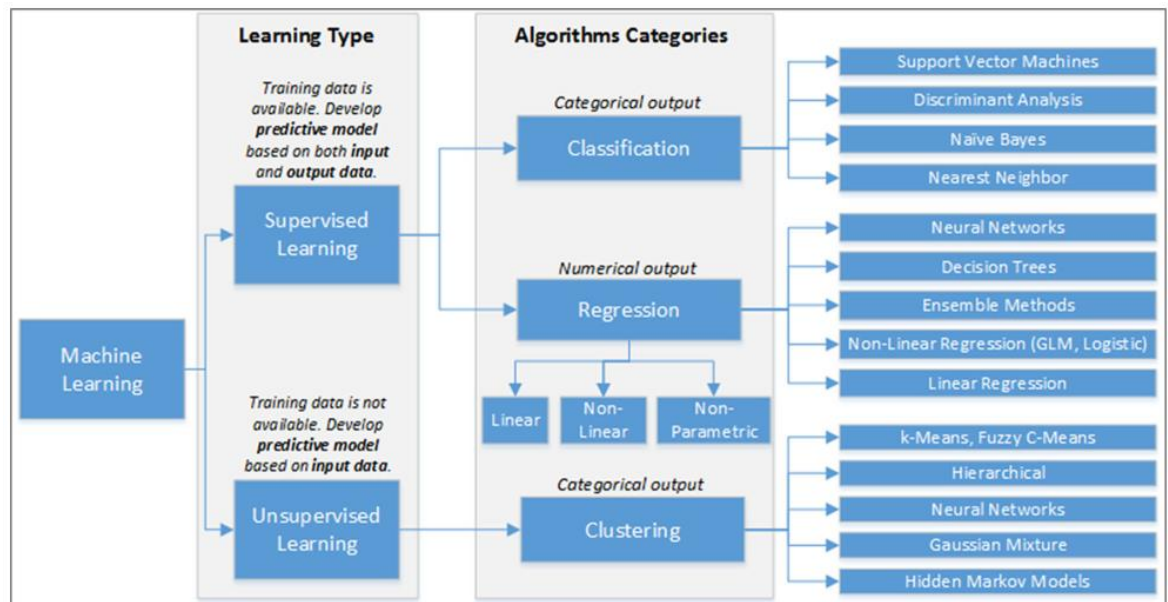 Learning Type
Algorithms Categories
Training data is
available. Develop
predictive model
based on both input
and output data.
Supervised
Learning
Machine
Learning
Training data is not
available. Develop
predictive model
based on input data.
Unsupervised
Learning
Categorical output
Classification
Numerical output
Regression
Linear
Non-
Linear
Non-
Parametric
Categorical output
Clustering
Support Vector Machines
Discriminant Analysis
Naïve Bayes
Nearest Neighbor
Neural Networks
Decision Trees
Ensemble Methods
Non-Linear Regression (GLM, Logistic)
Linear Regression
k-Means, Fuzzy C-Means
Hierarchical
Neural Networks
Gaussian Mixture
Hidden Markov Models